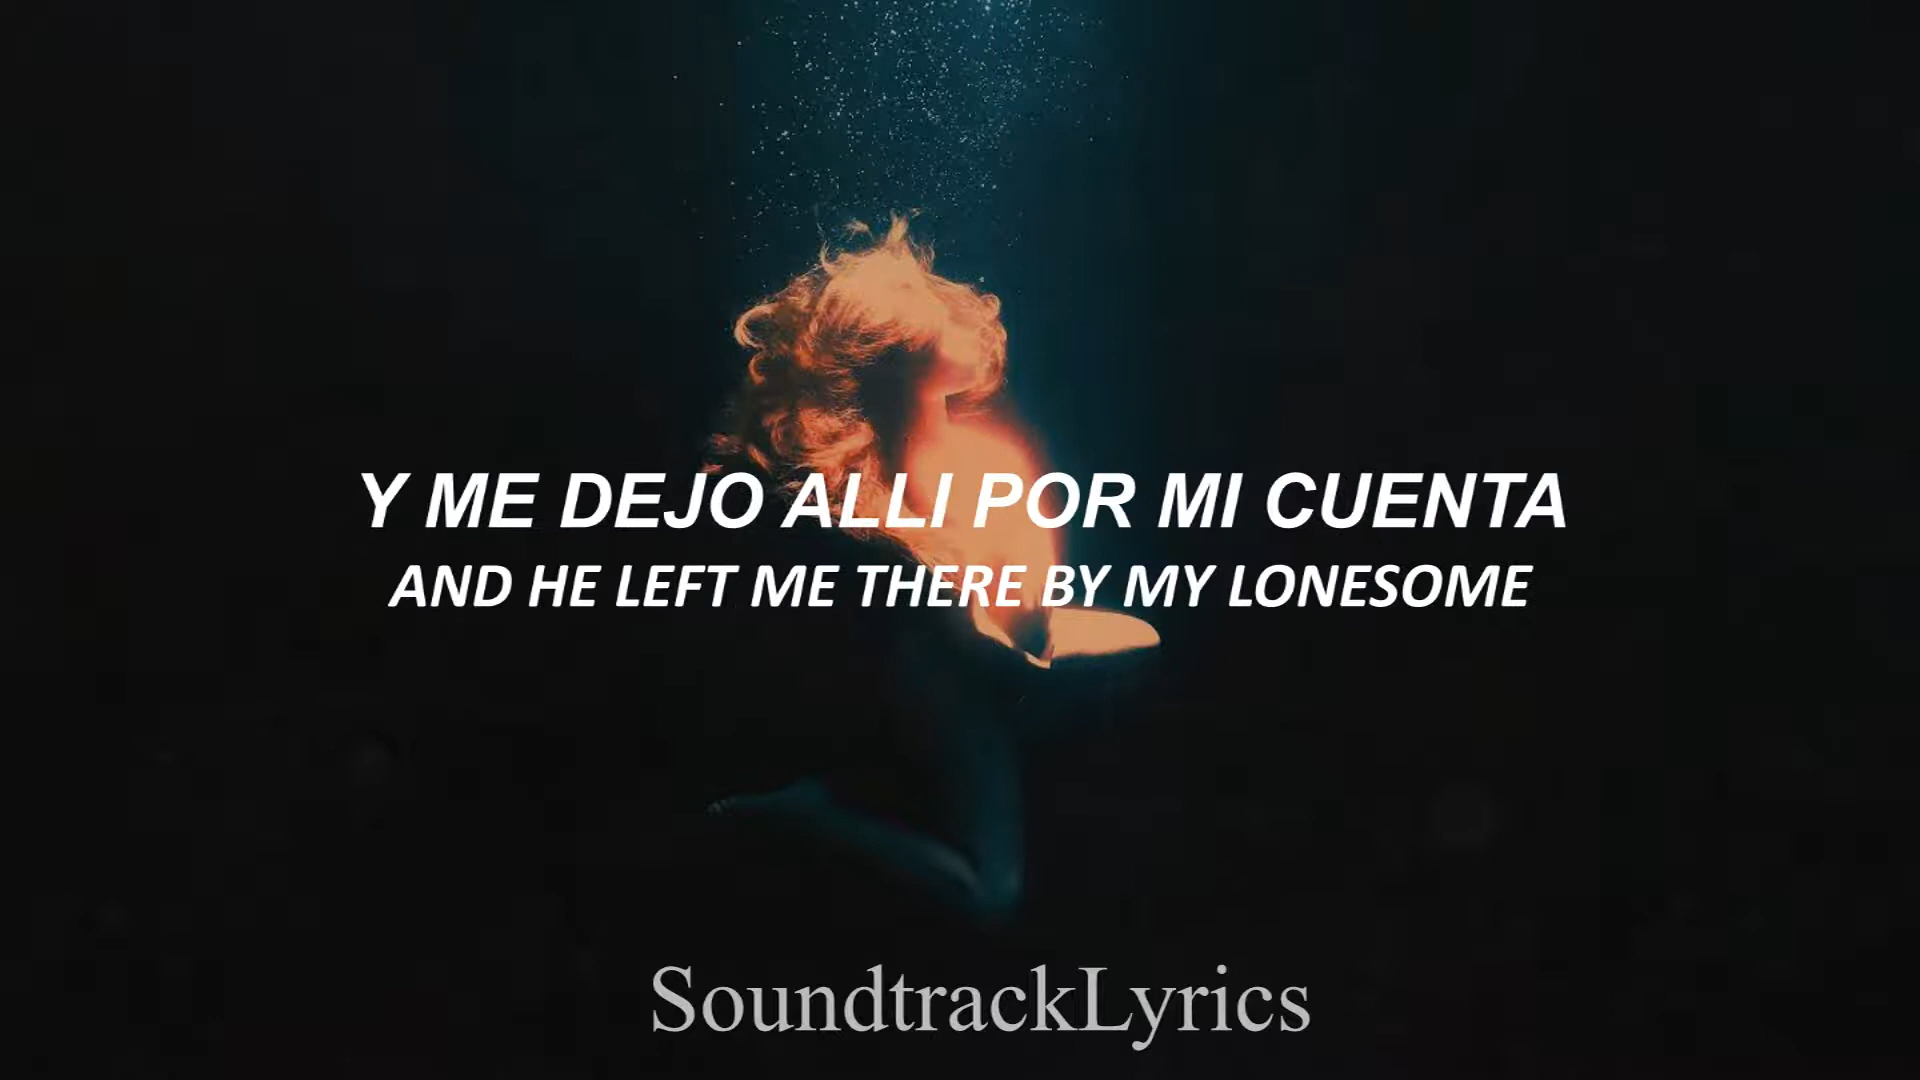 Y ME DEJO ALLI POR MI CUENTA
AND HE LEFT ME THERE BY MY LONESOME
SoundtrackLyrics